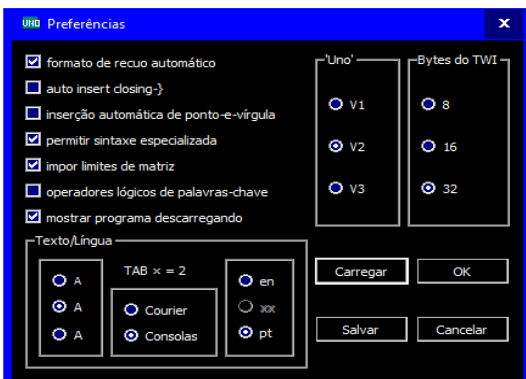 UNO Preferências x
formato de recuo automático
auto insert closing-}
inserção automática de ponto-e-vírgula
permitir sintaxe especializada
impor limites de matriz
operadores lógicos de palavras-chave
mostrar programa descarregando
'Uno'
V1
V2
V3
Bytes do TWI
8
16
32
Texto/Língua
A
A
A
TAB × = 2
Courier
Consolas
en
xx
pt
Carregar OK
Salvar Cancelar